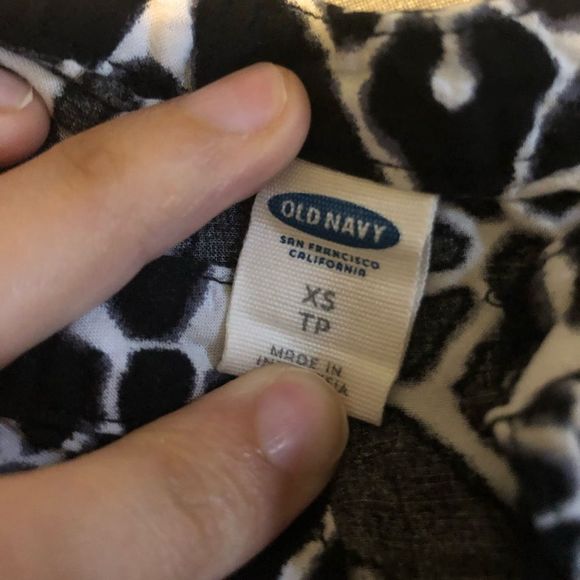 OLD NAVY
SAN FRANCISCO
CALIFORNIA
XS
TP
MADE IN